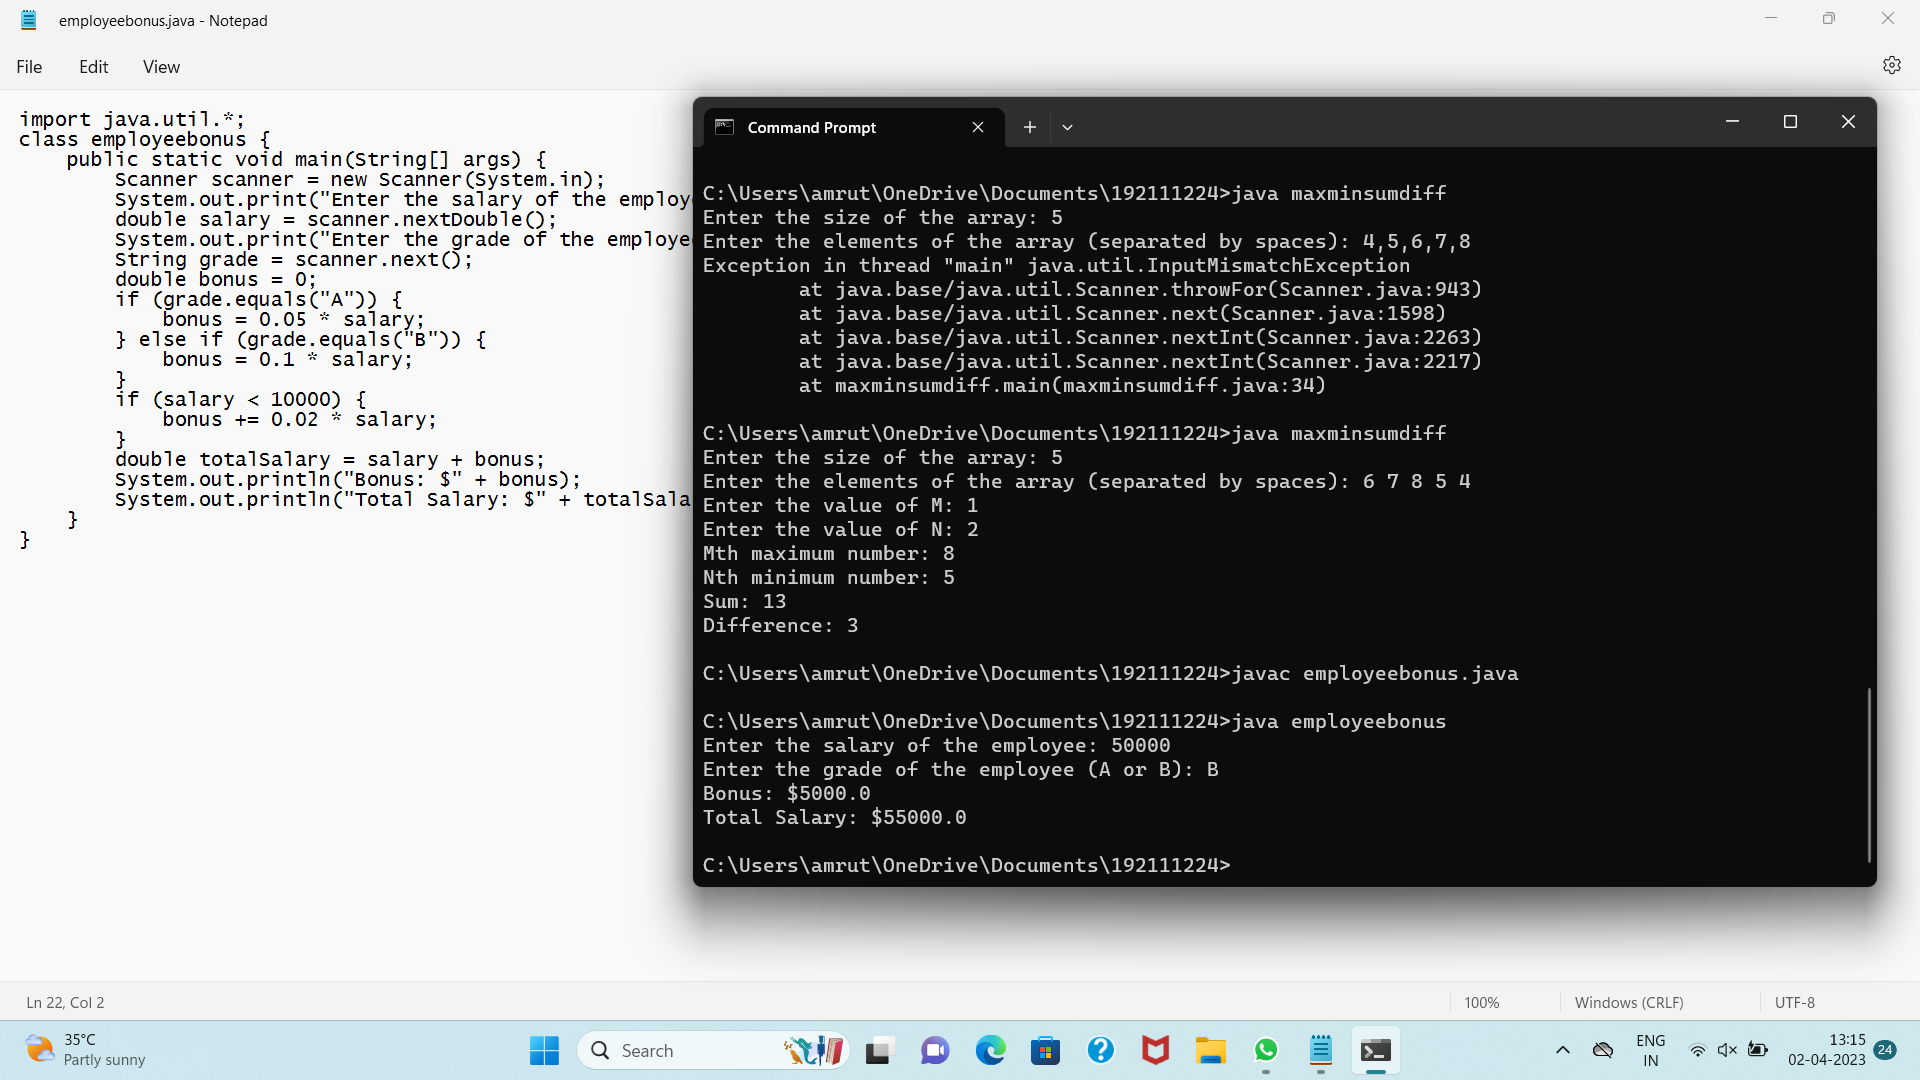 employeebonus.java - Notepad
File Edit View
import java.util.*;
class employeebonus {
    public static void main(String[] args) {
        Scanner scanner = new Scanner(System.in);
        System.out.print("Enter the salary of the employ
        double salary = scanner.nextDouble();
        System.out.print("Enter the grade of the employe
        String grade = scanner.next();
        double bonus = 0;
        if (grade.equals("A")) {
            bonus = 0.05 * salary;
        } else if (grade.equals("B")) {
            bonus = 0.1 * salary;
        }
        if (salary < 10000) {
            bonus += 0.02 * salary;
        }
        double totalSalary = salary + bonus;
        System.out.println("Bonus: $" + bonus);
        System.out.println("Total Salary: $" + totalSala
    }
}
Command Prompt
C:\Users\amrut\OneDrive\Documents\192111224>java maxminsumdiff
Enter the size of the array: 5
Enter the elements of the array (separated by spaces): 4,5,6,7,8
Exception in thread "main" java.util.InputMismatchException
        at java.base/java.util.Scanner.throwFor(Scanner.java:943)
        at java.base/java.util.Scanner.next(Scanner.java:1598)
        at java.base/java.util.Scanner.nextInt(Scanner.java:2263)
        at java.base/java.util.Scanner.nextInt(Scanner.java:2217)
        at maxminsumdiff.main(maxminsumdiff.java:34)
C:\Users\amrut\OneDrive\Documents\192111224>java maxminsumdiff
Enter the size of the array: 5
Enter the elements of the array (separated by spaces): 6 7 8 5 4
Enter the value of M: 1
Enter the value of N: 2
Mth maximum number: 8
Nth minimum number: 5
Sum: 13
Difference: 3
C:\Users\amrut\OneDrive\Documents\192111224>javac employeebonus.java
C:\Users\amrut\OneDrive\Documents\192111224>java employeebonus
Enter the salary of the employee: 50000
Enter the grade of the employee (A or B): B
Bonus: $5000.0
Total Salary: $55000.0
C:\Users\amrut\OneDrive\Documents\192111224>
Ln 22, Col 2 100% Windows (CRLF) UTF-8
35°C
Partly sunny
Search
ENG
IN
13:15
02-04-2023
24